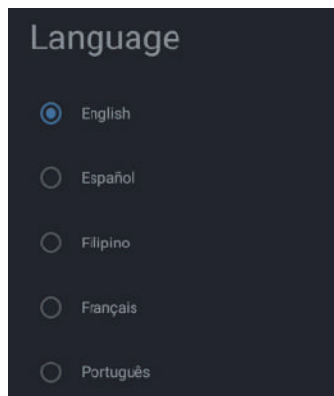 Language
English
Español
Filipino
Français
Português